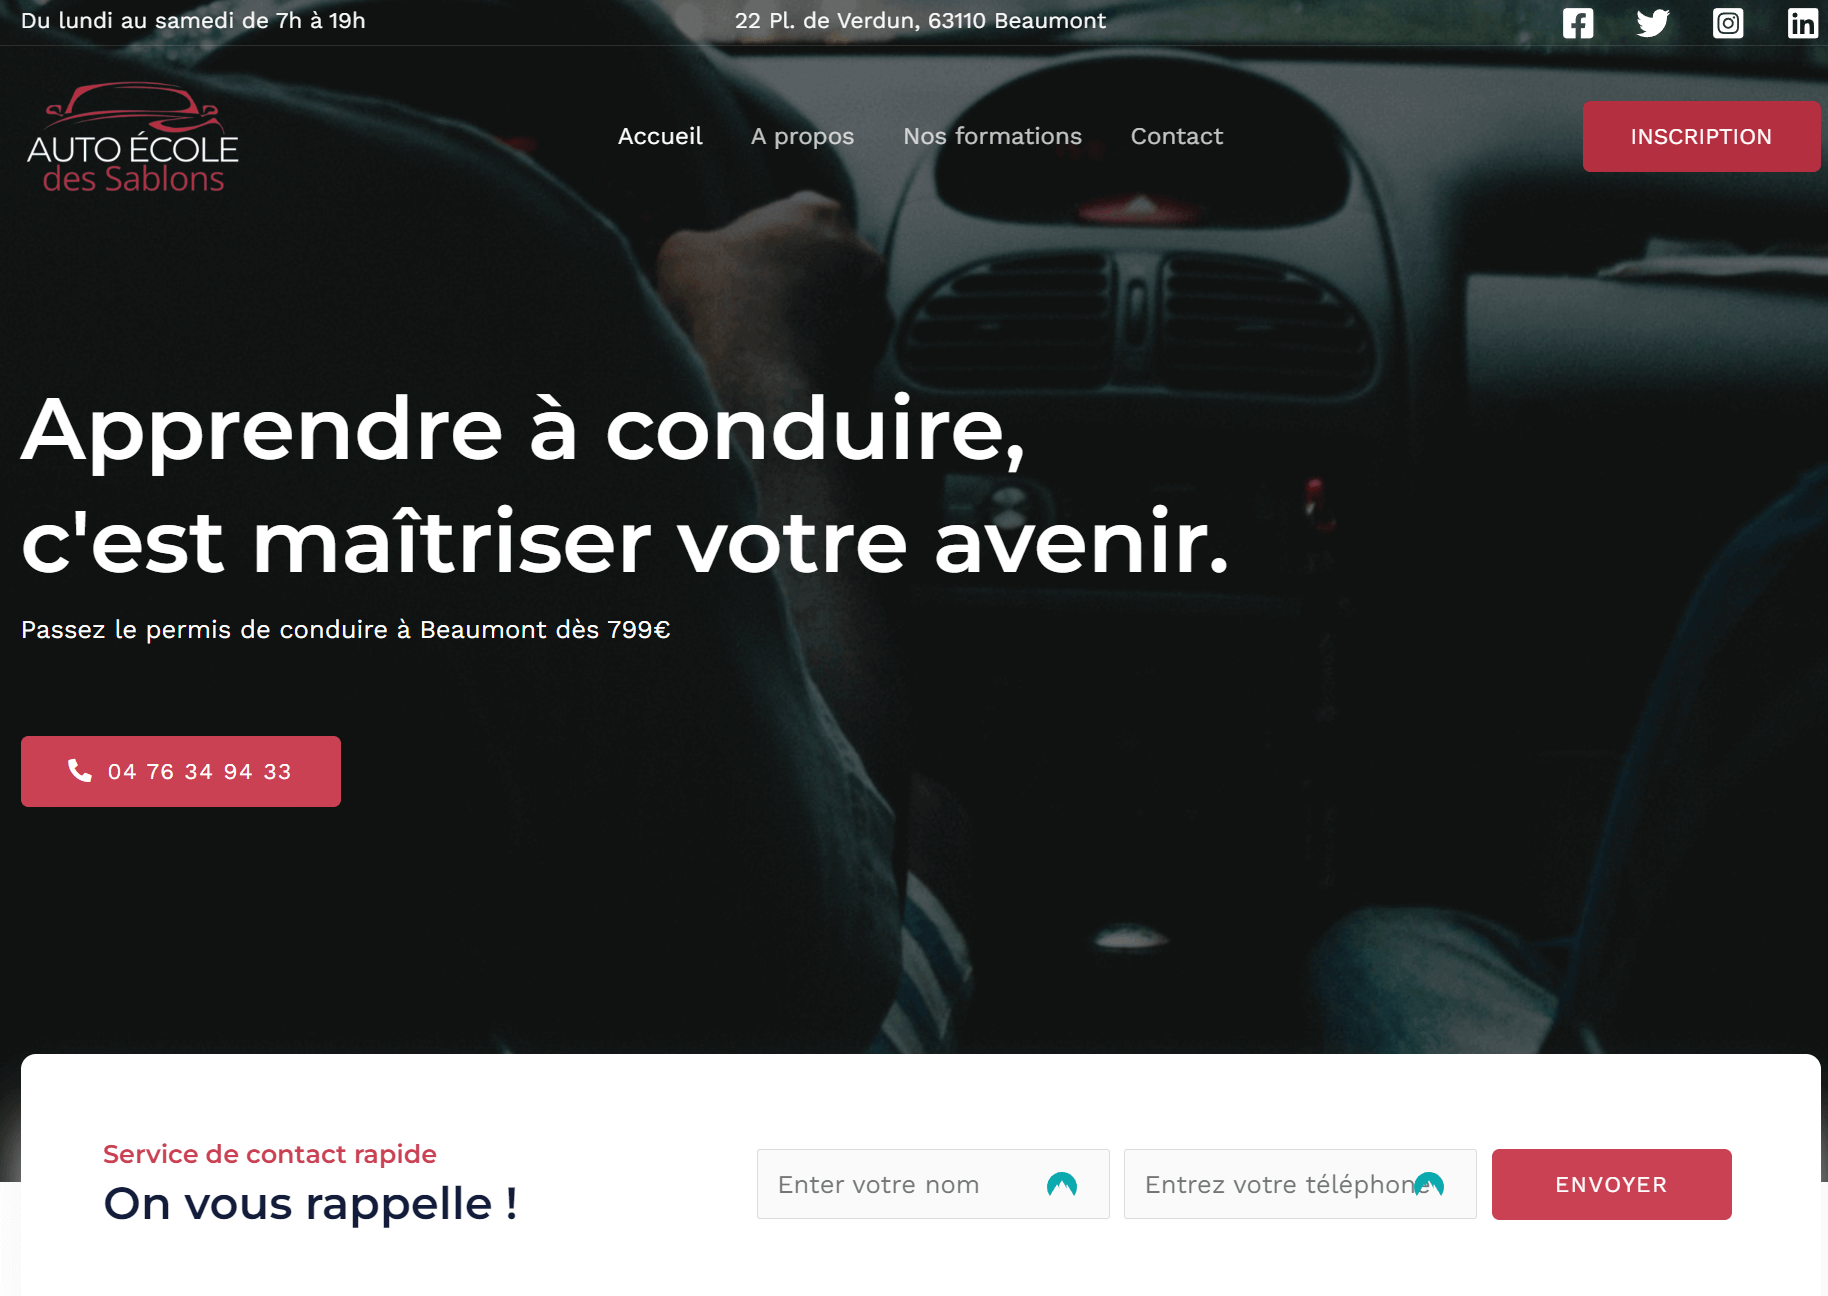 Du lundi au samedi de 7h à 19h
22 Pl. de Verdun, 63110 Beaumont
AUTO ÉCOLE
des Sablons
Accueil
A propos
Nos formations
Contact
INSCRIPTION
Apprendre à conduire,
c'est maîtriser votre avenir.
Passez le permis de conduire à Beaumont dès 799€
04 76 34 94 33
Service de contact rapide
On vous rappelle !
Enter votre nom
Entrez votre téléphone
ENVOYER